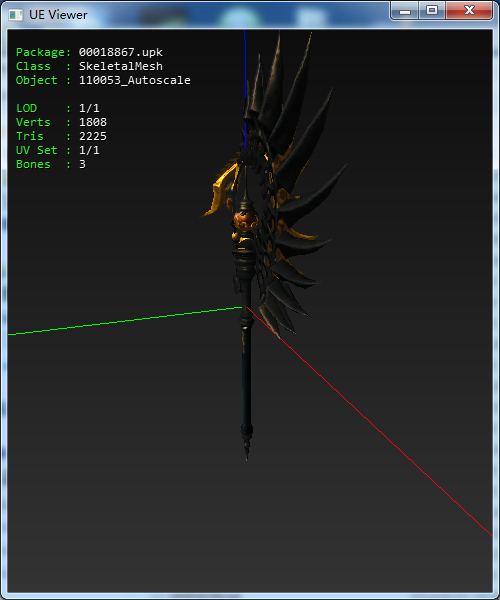 UE Viewer
Package: 00018867.upk
Class : SkeletalMesh
Object : 110053_Autoscale
LOD : 1/1
Verts : 1808
Tris : 2225
UV Set : 1/1
Bones : 3